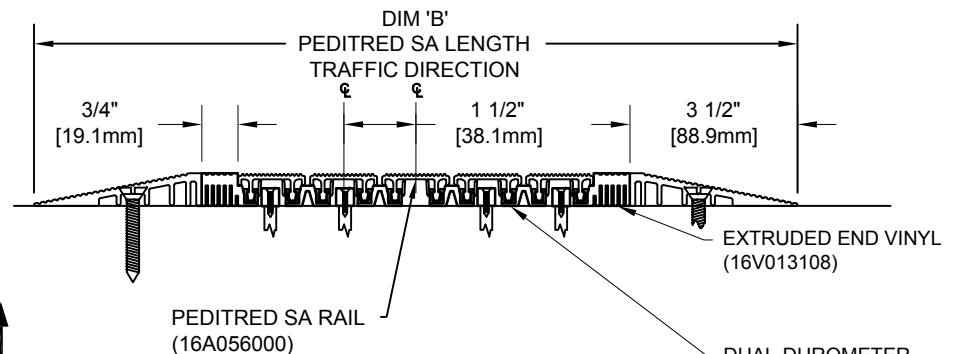 DIM 'B'
PEDITRED SA LENGTH
TRAFFIC DIRECTION
℄ ℄
3/4"
[19.1mm]
1 1/2"
[38.1mm]
3 1/2"
[88.9mm]
EXTRUDED END VINYL
(16V013108)
PEDITRED SA RAIL
(16A056000)
DUAL DUROMETER